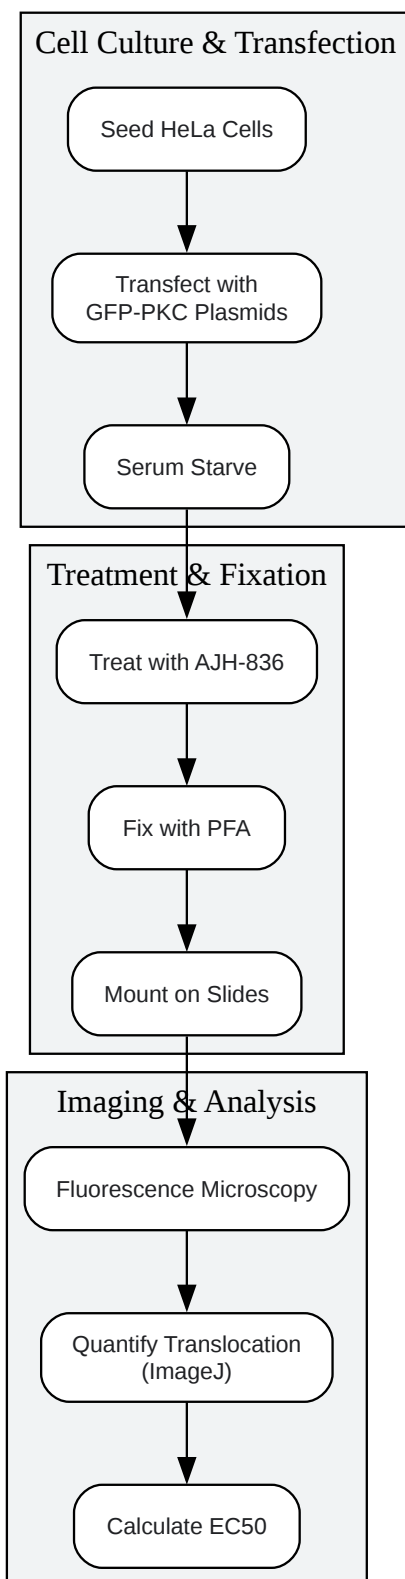 Cell Culture & Transfection
Seed HeLa Cells
Transfect with
GFP-PKC Plasmids
Serum Starve
Treatment & Fixation
Treat with AJH-836
Fix with PFA
Mount on Slides
Imaging & Analysis
Fluorescence Microscopy
Quantify Translocation
(ImageJ)
Calculate EC50